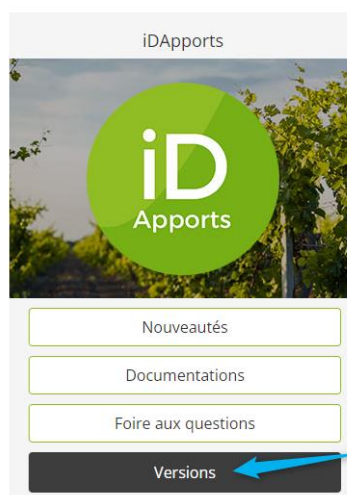 iDApports
iD
Apports
Nouveautés
Documentations
Foire aux questions
Versions